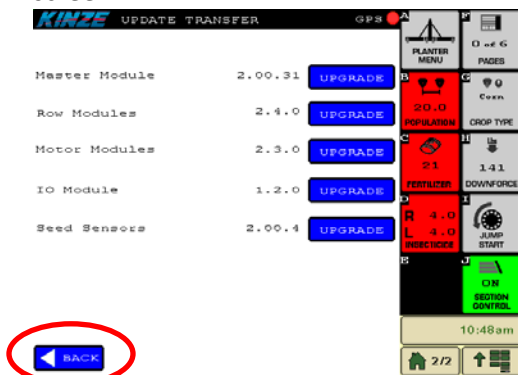 KINZE UPDATE TRANSFER GPS
Master Module 2.00.31 UPGRADE
Row Modules 2.4.0 UPGRADE
Motor Modules 2.3.0 UPGRADE
IO Module 1.2.0 UPGRADE
Seed Sensors 2.00.4 UPGRADE
BACK
A
PLANTER
MENU
F
0 of 6
PAGES
B
20.0
POPULATION
G
Corn
CROP TYPE
C
21
FERTILIZER
H
141
DOWNFORCE
D
R 4.0
L 4.0
INSECTICIDE
I
JUMP
START
E
J
ON
SECTION
CONTROL
10:48am
2/2